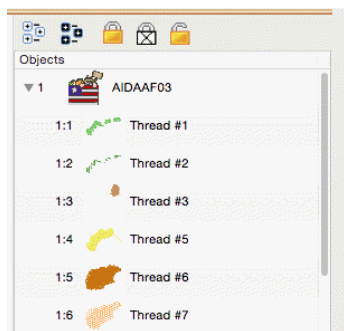 Objects
1 AIDAAF03
1:1 Thread #1
1:2 Thread #2
1:3 Thread #3
1:4 Thread #5
1:5 Thread #6
1:6 Thread #7